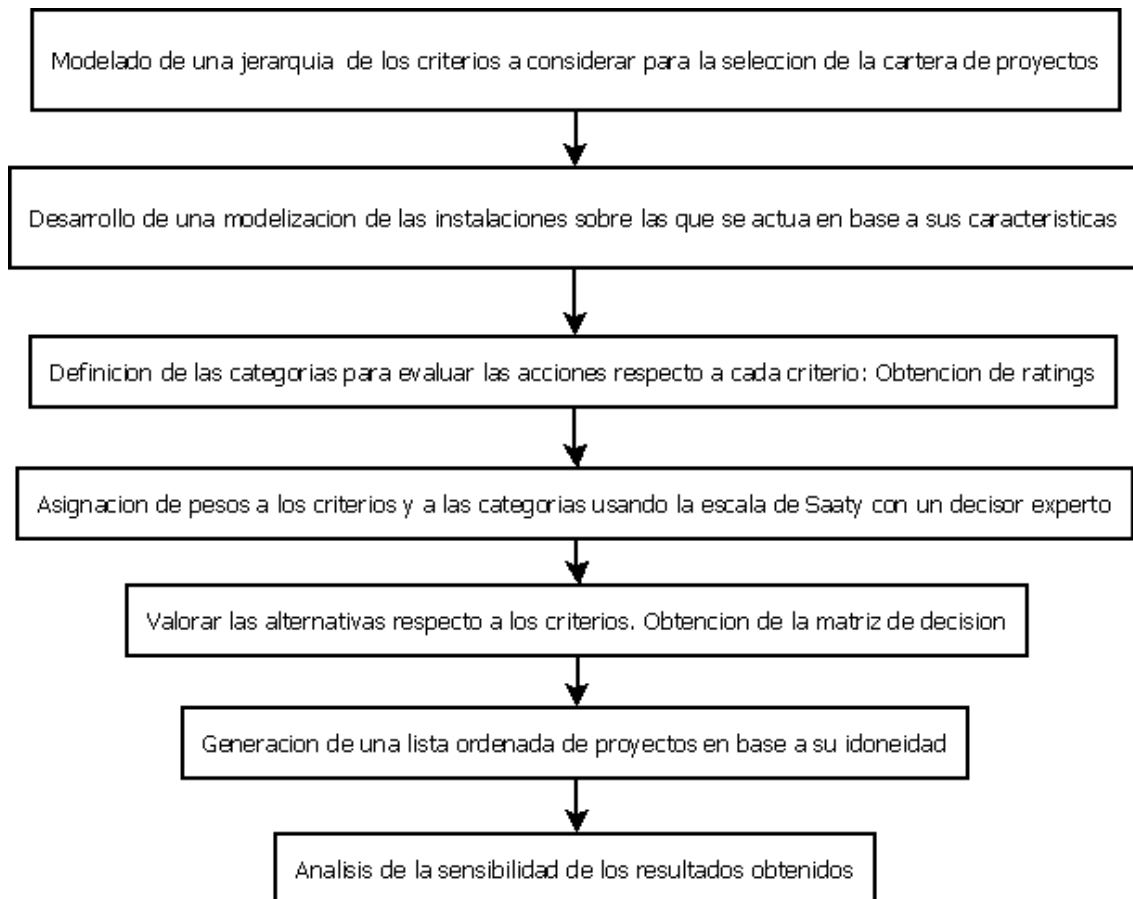 Modelado de una jerarquia de los criterios a considerar para la seleccion de la cartera de proyectos
Desarrollo de una modelizacion de las instalaciones sobre las que se actua en base a sus caracteristicas
Definicion de las categorias para evaluar las acciones respecto a cada criterio: Obtencion de ratings
Asignacion de pesos a los criterios y a las categorias usando la escala de Saaty con un decisor experto
Valorar las alternativas respecto a los criterios. Obtencion de la matriz de decision
Generacion de una lista ordenada de proyectos en base a su idoneidad
Analisis de la sensibilidad de los resultados obtenidos